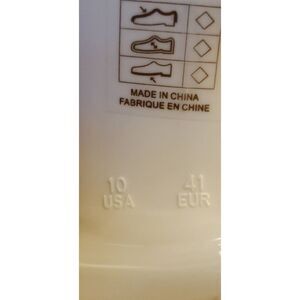 MADE IN CHINA
FABRIQUE EN CHINE
10 41
USA EUR